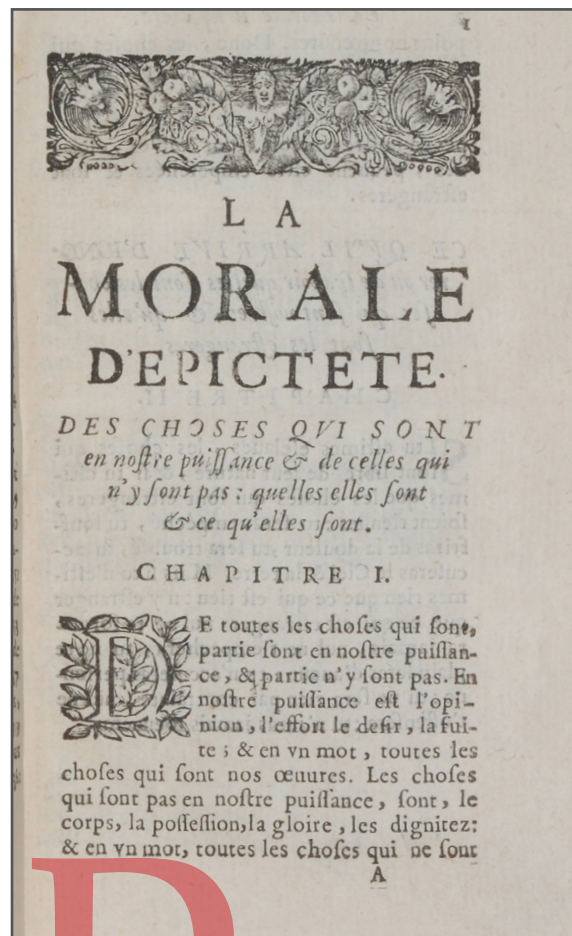 1
LA
MORALE
D'EPICTETE.
DES CHOSES QVI SONT
en noſtre puiſſance & de celles qui
n'y ſont pas : quelles elles ſont
& ce qu'elles ſont.
CHAPITRE I.
DE toutes les choſes qui ſont,
partie ſont en noſtre puiſſan-
ce, & partie n'y ſont pas. En
noſtre puiſſance eſt l'opi-
nion, l'effort le deſir, la fui-
te ; & en vn mot, toutes les
choſes qui ſont nos œuures. Les choſes
qui ſont pas en noſtre puiſſance, ſont, le
corps, la poſſeſſion, la gloire, les dignitez:
& en vn mot, toutes les choſes qui ne ſont
A